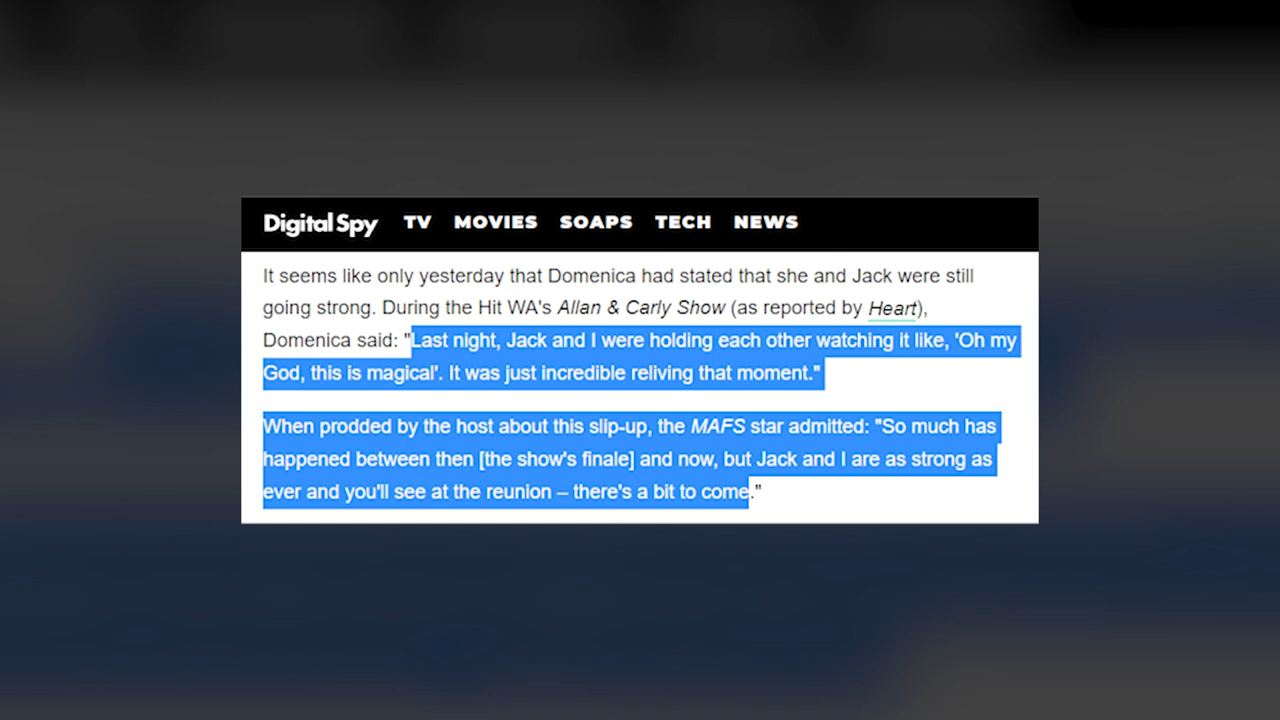 Digital Spy TV MOVIES SOAPS TECH NEWS
It seems like only yesterday that Domenica had stated that she and Jack were still
going strong. During the Hit WA's Allan & Carly Show (as reported by Heart),
Domenica said: "Last night, Jack and I were holding each other watching it like, 'Oh my
God, this is magical'. It was just incredible reliving that moment."
When prodded by the host about this slip-up, the MAFS star admitted: "So much has
happened between then [the show's finale] and now, but Jack and I are as strong as
ever and you'll see at the reunion – there's a bit to come."